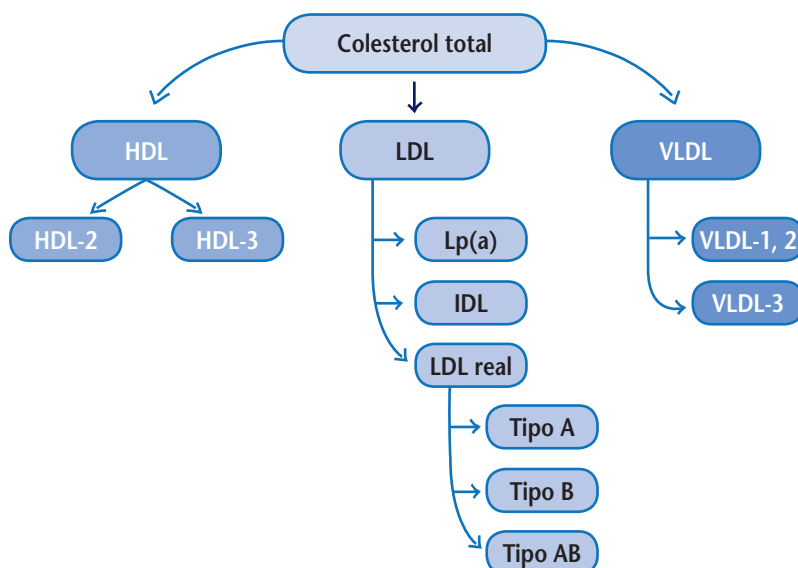 Colesterol total
HDL
LDL
VLDL
HDL-2
HDL-3
Lp(a)
VLDL-1, 2
IDL
VLDL-3
LDL real
Tipo A
Tipo B
Tipo AB